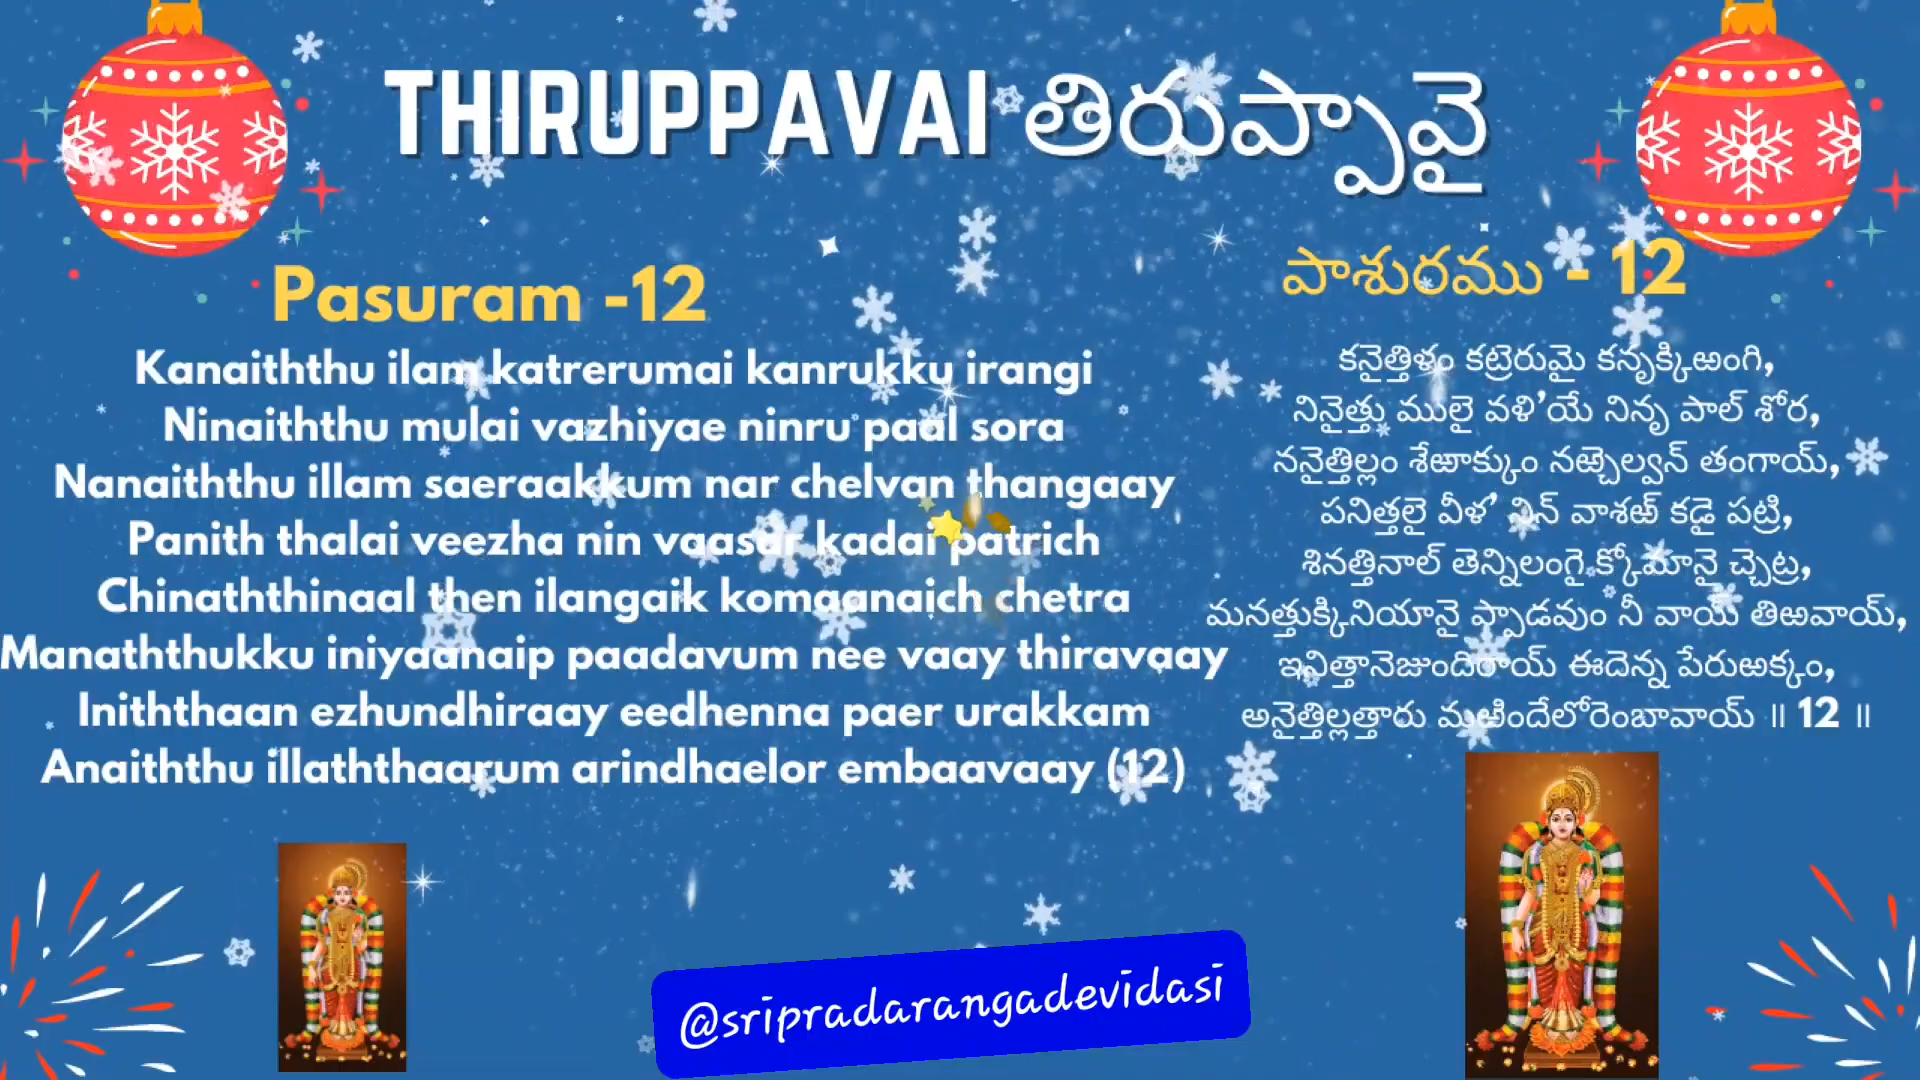 THIRUPPAVAI తిరుప్పావై
Pasuram -12
Kanaiththu ilam katrerumai kanrukku irangi
Ninaiththu mulai vazhiyae ninru paal sora
Nanaiththu illam saeraakkum nar chelvan thangaay
Panith thalai veezha nin vaasar kadai patrich
Chinaththinaal then ilangaik komaanaich chetra
Manaththukku iniyaanaip paadavum nee vaay thiravaay
Iniththaan ezhundhiraay eedhenna paer urakkam
Anaiththu illaththaarum arindhaelor embaavaay (12)
పాశురము - 12
కనైత్తిళం కట్రెరుమై కనృక్కిఱంగి,
నినైత్తు ములై వళి’యే నినృ పాల్ శోర,
ననైత్తిల్లం శేఱాక్కుం నఱ్చెల్వన్ తంగాయ్,
పనిత్తలై వీళ’ నిన్ వాశఱ్ కడై పట్రి,
శినత్తినాల్ తెన్నిలంగై క్కోమానై చ్చెట్ర,
మనత్తుక్కినియానై ప్పాడవుం నీ వాయ్ తిఱవాయ్,
ఇనిత్తానెజుందిరాయ్ ఈదెన్న పేరుఱక్కం,
అనైత్తిల్లత్తారు మఱిందేలోరెంబావాయ్ ॥ 12 ॥
@sripradarangadevidasi